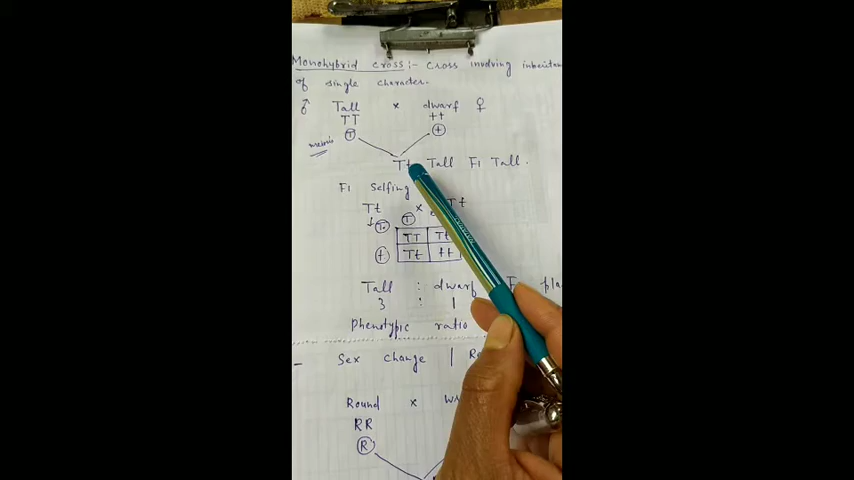 Monohybrid cross:- Cross involving
of single character.
♂ Tall x dwarf ♀
TT tt
T t
Tt Tall F1 Tall.
F1 Selfing
Tt x Tt
T T
TT Tt
t Tt tt
Tall : dwarf
3 : 1
Phenotypic ratio
- Sex change |
Round x
RR
R